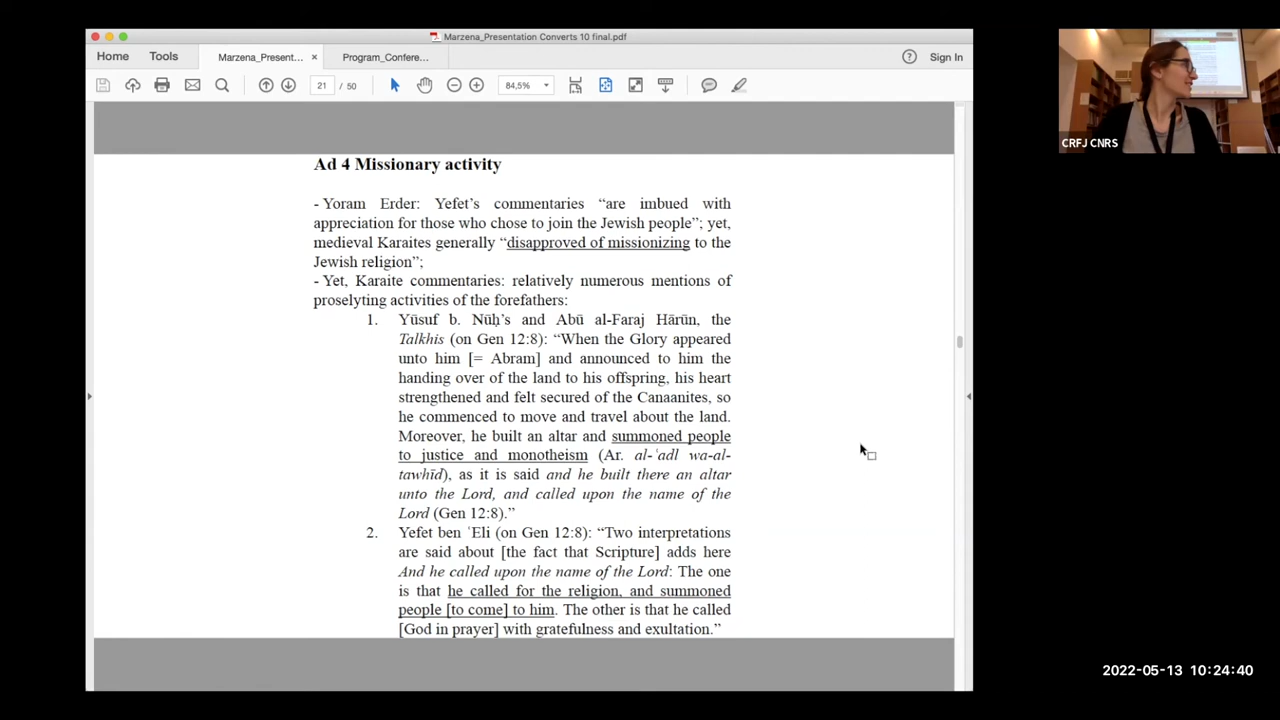 Marzena_Presentation Converts 10 final.pdf
Home Tools Marzena_Present... × Program_Confere... ? Sign In
21 / 50 84,5%
Ad 4 Missionary activity
- Yoram Erder: Yefet’s commentaries “are imbued with
appreciation for those who chose to join the Jewish people”; yet,
medieval Karaites generally “disapproved of missionizing to the
Jewish religion”;
- Yet, Karaite commentaries: relatively numerous mentions of
proselyting activities of the forefathers:
1. Yūsuf b. Nūḥ’s and Abū al-Faraj Hārūn, the
Talkhis (on Gen 12:8): “When the Glory appeared
unto him [= Abram] and announced to him the
handing over of the land to his offspring, his heart
strengthened and felt secured of the Canaanites, so
he commenced to move and travel about the land.
Moreover, he built an altar and summoned people
to justice and monotheism (Ar. al-ʿadl wa-al-
tawhīd), as it is said and he built there an altar
unto the Lord, and called upon the name of the
Lord (Gen 12:8).”
2. Yefet ben ʿEli (on Gen 12:8): “Two interpretations
are said about [the fact that Scripture] adds here
And he called upon the name of the Lord: The one
is that he called for the religion, and summoned
people [to come] to him. The other is that he called
[God in prayer] with gratefulness and exultation.”
CRFJ CNRS
2022-05-13 10:24:40